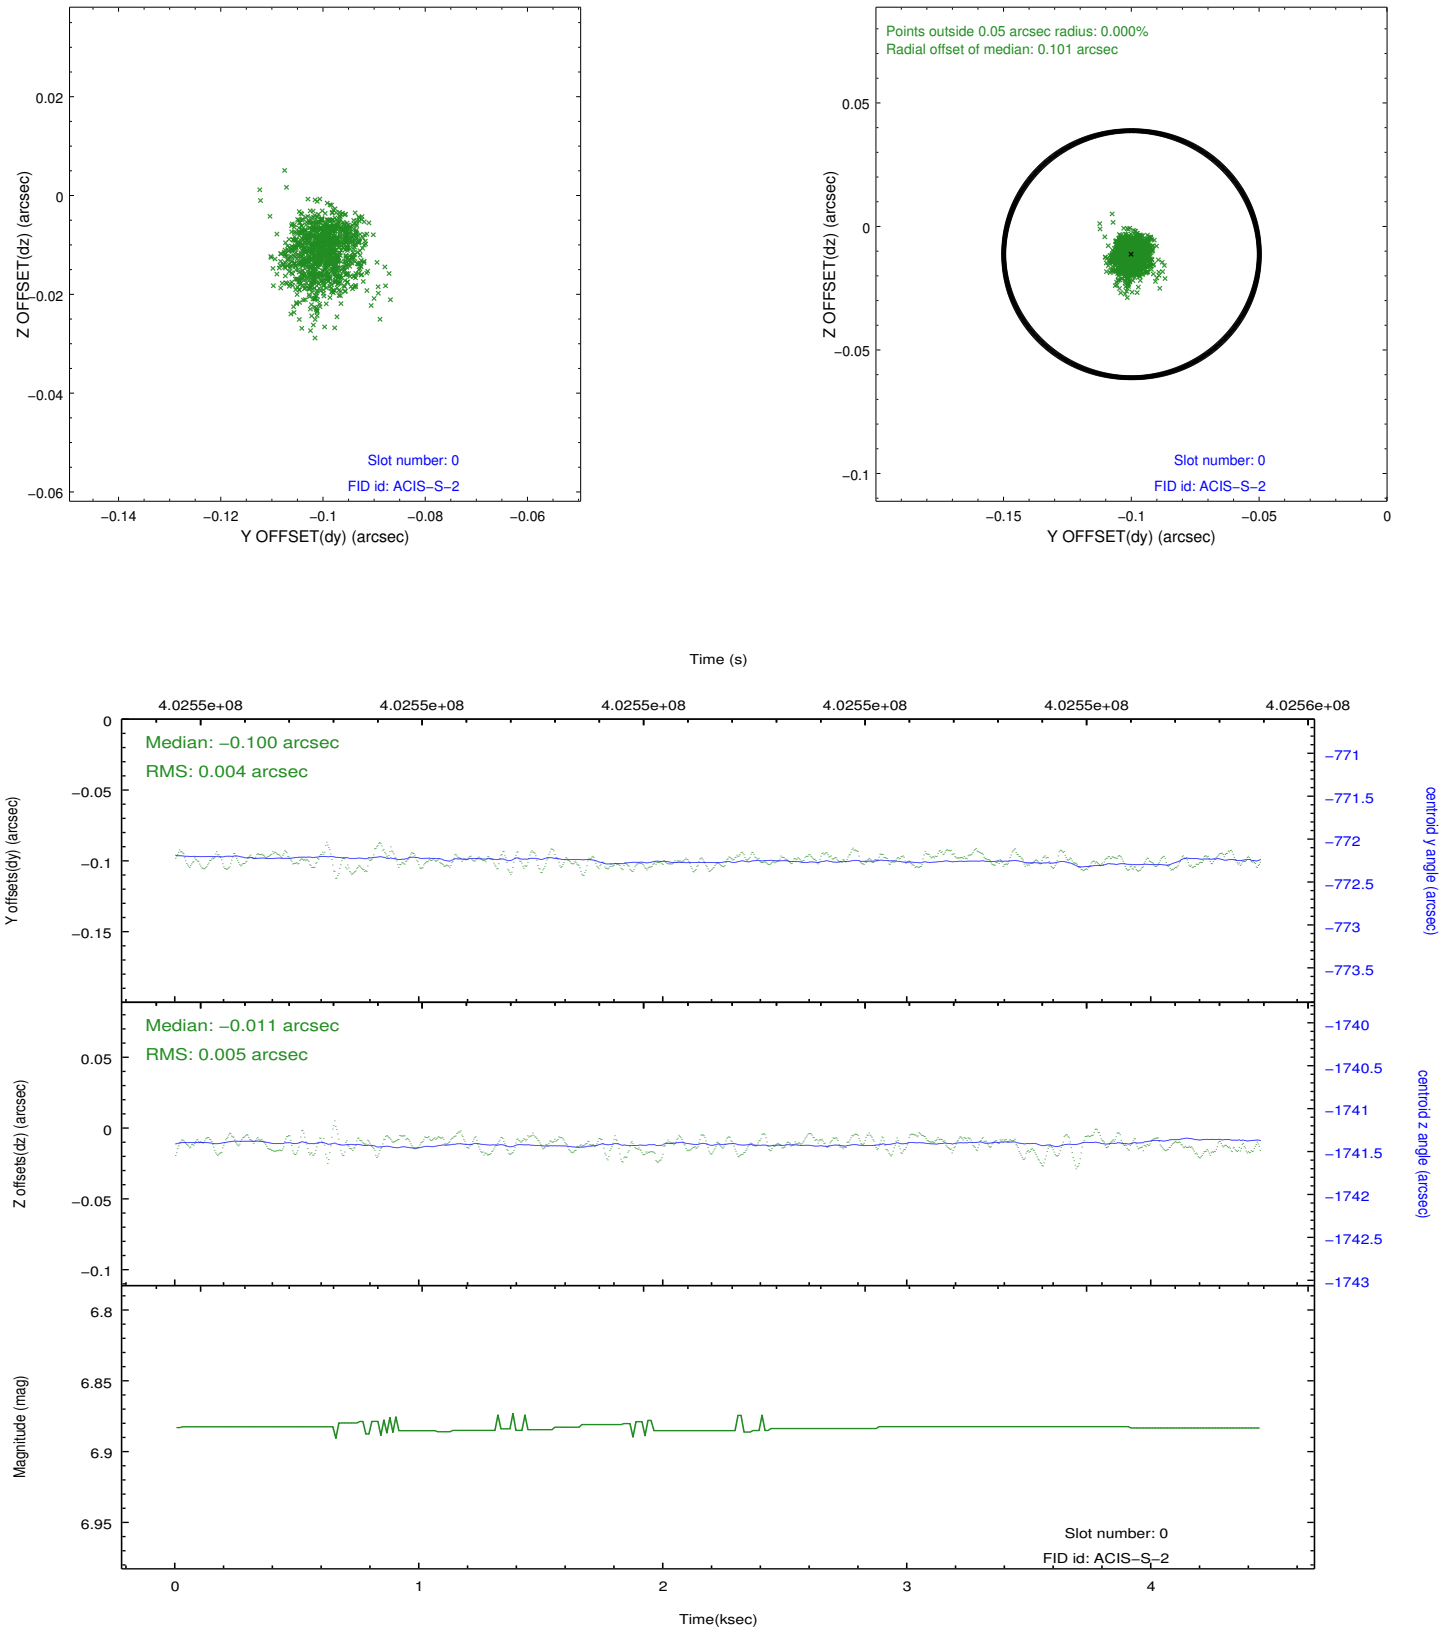 0.02
0
−0.02
−0.04
−0.06
Z OFFSET(dz) (arcsec)
Slot number: 0
FID id: ACIS−S−2
−0.14
−0.12
−0.1
−0.08
−0.06
Y OFFSET(dy) (arcsec)
Points outside 0.05 arcsec radius: 0.000%
Radial offset of median: 0.101 arcsec
0.05
0
−0.05
−0.1
Z OFFSET(dz) (arcsec)
Slot number: 0
FID id: ACIS−S−2
−0.15
−0.1
−0.05
0
Y OFFSET(dy) (arcsec)
Time (s)
4.0255e+08
4.0255e+08
4.0255e+08
4.0255e+08
4.0255e+08
4.0256e+08
Median: −0.100 arcsec
RMS: 0.004 arcsec
0
−0.05
−0.1
−0.15
Y offsets(dy) (arcsec)
−771
−771.5
−772
−772.5
−773
−773.5
centroid y angle (arcsec)
Median: −0.011 arcsec
RMS: 0.005 arcsec
0.05
0
−0.05
−0.1
Z offsets(dz) (arcsec)
−1740
−1740.5
−1741
−1741.5
−1742
−1742.5
−1743
centroid z angle (arcsec)
6.8
6.85
6.9
6.95
Magnitude (mag)
Slot number: 0
FID id: ACIS−S−2
0
1
2
3
4
Time(ksec)